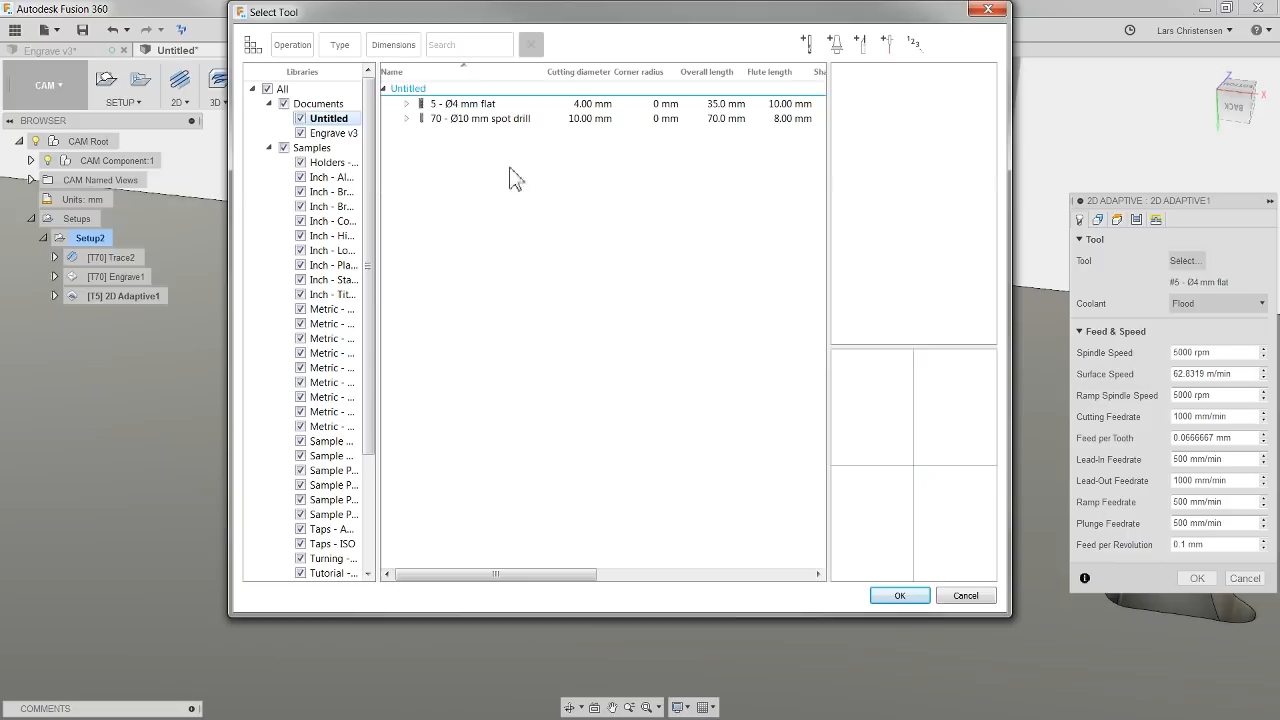 Autodesk Fusion 360
Select Tool
Lars Christensen
Engrave v3*
Untitled*
Operation
Type
Dimensions
Search
CAM
SETUP
2D
3D
BROWSER
CAM Root
CAM Component:1
CAM Named Views
Units: mm
Setups
Setup2
[T70] Trace2
[T70] Engrave1
[T5] 2D Adaptive1
Libraries
All
Documents
Untitled
Engrave v3
Samples
Holders -...
Inch - Al...
Inch - Br...
Inch - Br...
Inch - Co...
Inch - Hi...
Inch - Lo...
Inch - Pla...
Inch - Sta...
Inch - Tit...
Metric - ...
Metric - ...
Metric - ...
Metric - ...
Metric - ...
Metric - ...
Metric - ...
Metric - ...
Metric - ...
Sample ...
Sample ...
Sample P...
Sample P...
Sample P...
Sample P...
Taps - A...
Taps - ISO
Turning -...
Tutorial -...
Name Cutting diameter Corner radius Overall length Flute length Sha
Untitled
5 - Ø4 mm flat 4.00 mm 0 mm 35.0 mm 10.00 mm
70 - Ø10 mm spot drill 10.00 mm 0 mm 70.0 mm 8.00 mm
OK
Cancel
Z
X
BACK
2D ADAPTIVE : 2D ADAPTIVE1
Tool
Tool Select...
#5 - Ø4 mm flat
Coolant Flood
Feed & Speed
Spindle Speed 5000 rpm
Surface Speed 62.8319 m/min
Ramp Spindle Speed 5000 rpm
Cutting Feedrate 1000 mm/min
Feed per Tooth 0.0666667 mm
Lead-In Feedrate 500 mm/min
Lead-Out Feedrate 1000 mm/min
Ramp Feedrate 500 mm/min
Plunge Feedrate 500 mm/min
Feed per Revolution 0.1 mm
OK
Cancel
COMMENTS